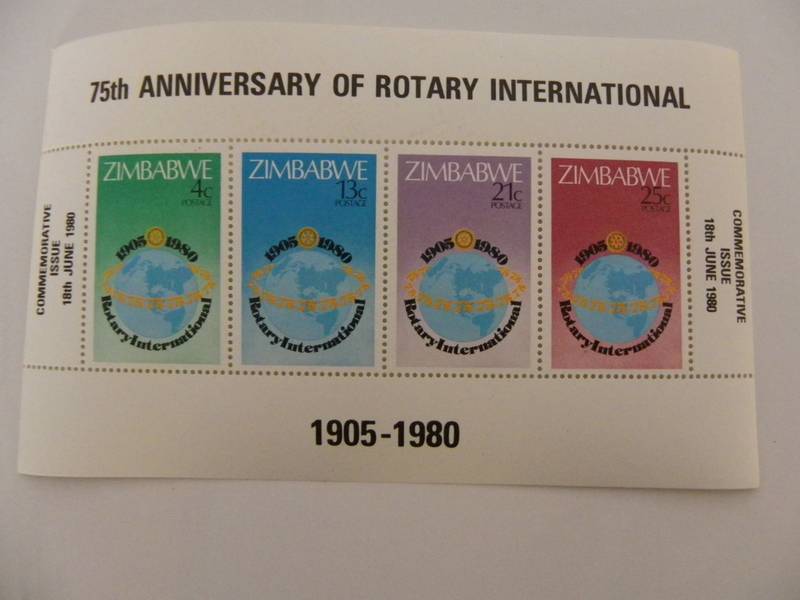 75th ANNIVERSARY OF ROTARY INTERNATIONAL
COMMEMORATIVE
ISSUE
18th JUNE 1980
ZIMBABWE
4c
POSTAGE
1905 1980
Rotary International
ZIMBABWE
13c
POSTAGE
1905 1980
Rotary International
ZIMBABWE
21c
POSTAGE
1905 1980
Rotary International
ZIMBABWE
25c
POSTAGE
1905 1980
Rotary International
COMMEMORATIVE
ISSUE
18th JUNE 1980
1905-1980